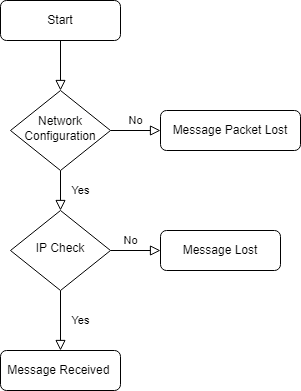 Start
Network
Configuration
No
Message Packet Lost
Yes
IP Check
No
Message Lost
Yes
Message Received